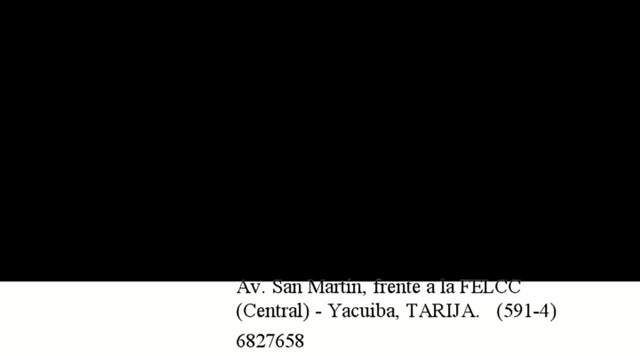 Av. San Martin, frente a la FELCC
(Central) - Yacuiba, TARIJA. (591-4)
6827658